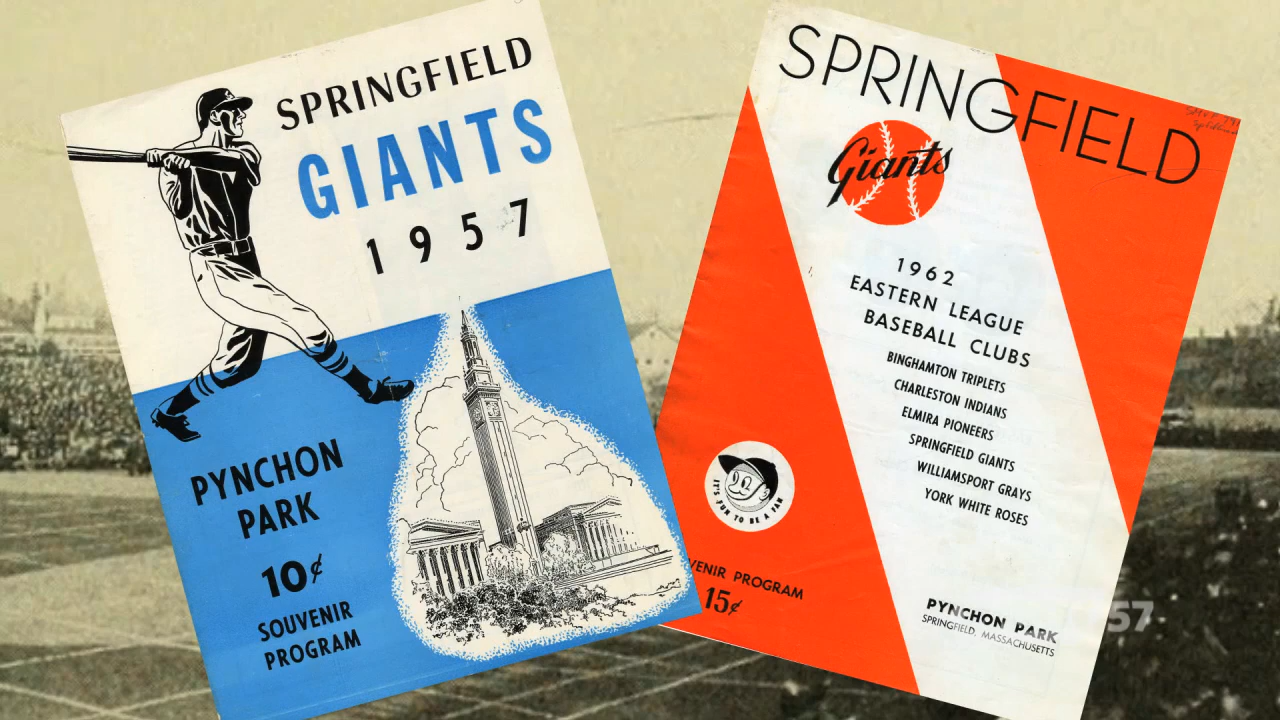 SPRINGFIELD
GIANTS
1957
PYNCHON
PARK
10¢
SOUVENIR
PROGRAM
SPRINGFIELD
Giants
1962
EASTERN LEAGUE
BASEBALL CLUBS
BINGHAMTON TRIPLETS
CHARLESTON INDIANS
ELMIRA PIONEERS
SPRINGFIELD GIANTS
WILLIAMSPORT GRAYS
YORK WHITE ROSES
IT'S FUN TO BE A FAN
VENIR PROGRAM
15¢
PYNCHON PARK
SPRINGFIELD, MASSACHUSETTS
57